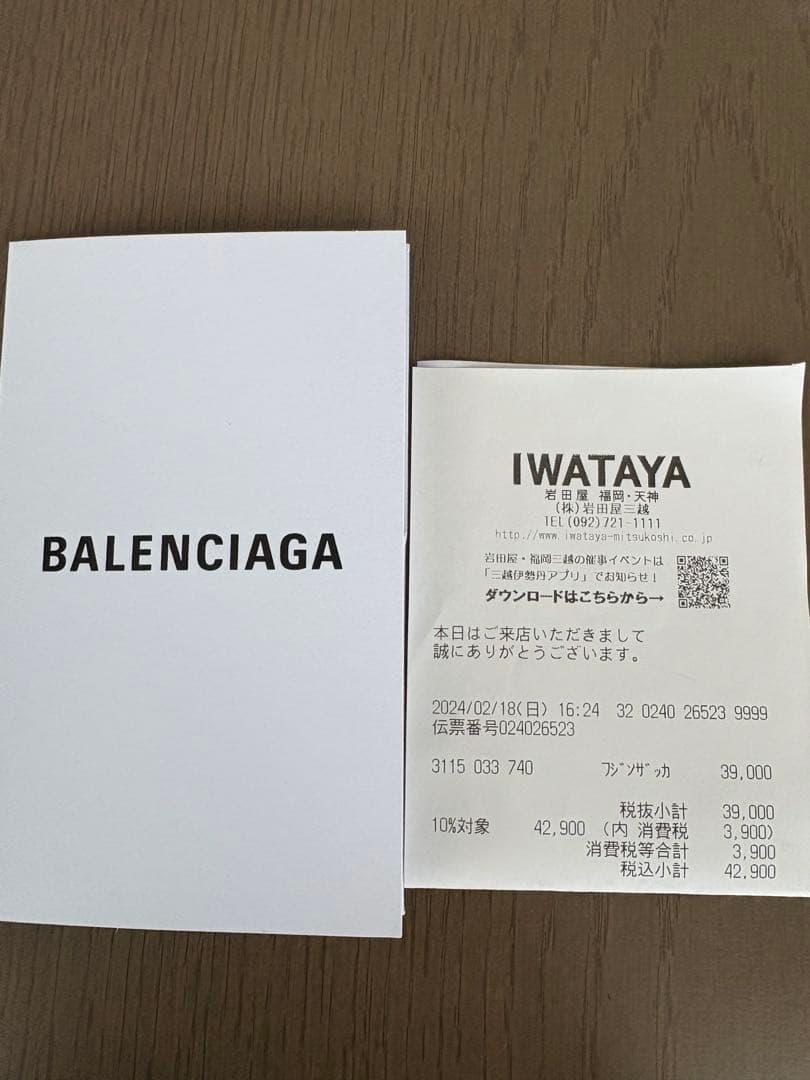 BALENCIAGA
IWATAYA
岩田屋 福岡・天神
(株)岩田屋三越
TEL(092)721-1111
http://www.iwataya-mitsukoshi.co.jp
岩田屋・福岡三越の催事イベントは
「三越伊勢丹アプリ」でお知らせ!
ダウンロードはこちらから→
本日はご来店いただきまして
誠にありがとうございます。
2024/02/18(日) 16:24 32 0240 26523 9999
伝票番号024026523
3115 033 740 フジンザッカ 39,000
税抜小計 39,000
10%対象 42,900 (内 消費税 3,900)
消費税等合計 3,900
税込小計 42,900